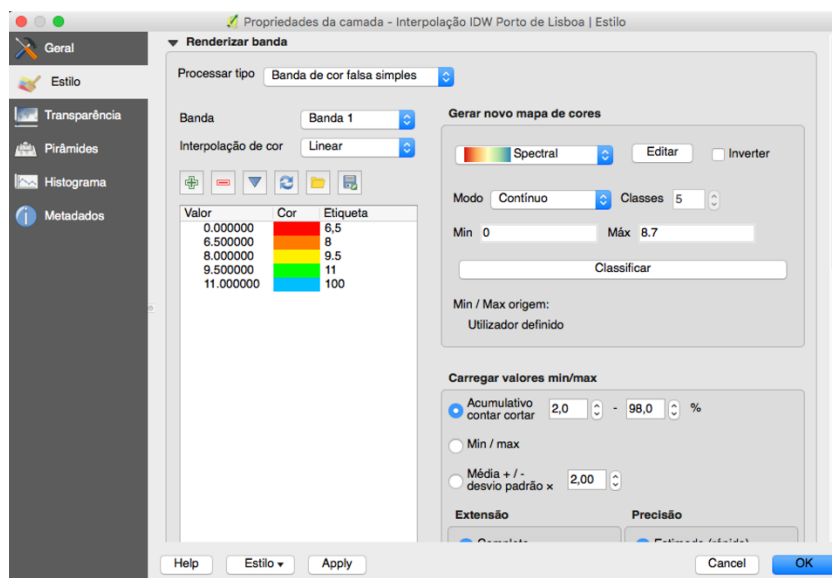 Propriedades da camada - Interpolação IDW Porto de Lisboa | Estilo
Geral
Estilo
Transparência
Pirâmides
Histograma
Metadados
Renderizar banda
Processar tipo Banda de cor falsa simples
Banda Banda 1
Interpolação de cor Linear
Valor Cor Etiqueta
0.000000 6,5
6.500000 8
8.000000 9.5
9.500000 11
11.000000 100
Gerar novo mapa de cores
Spectral Editar Inverter
Modo Contínuo Classes 5
Min 0 Máx 8.7
Classificar
Min / Max origem:
Utilizador definido
Carregar valores min/max
Acumulativo
contar cortar 2,0 - 98,0 %
Min / max
Média + / -
desvio padrão × 2,00
Extensão Precisão
Help Estilo Apply Cancel OK